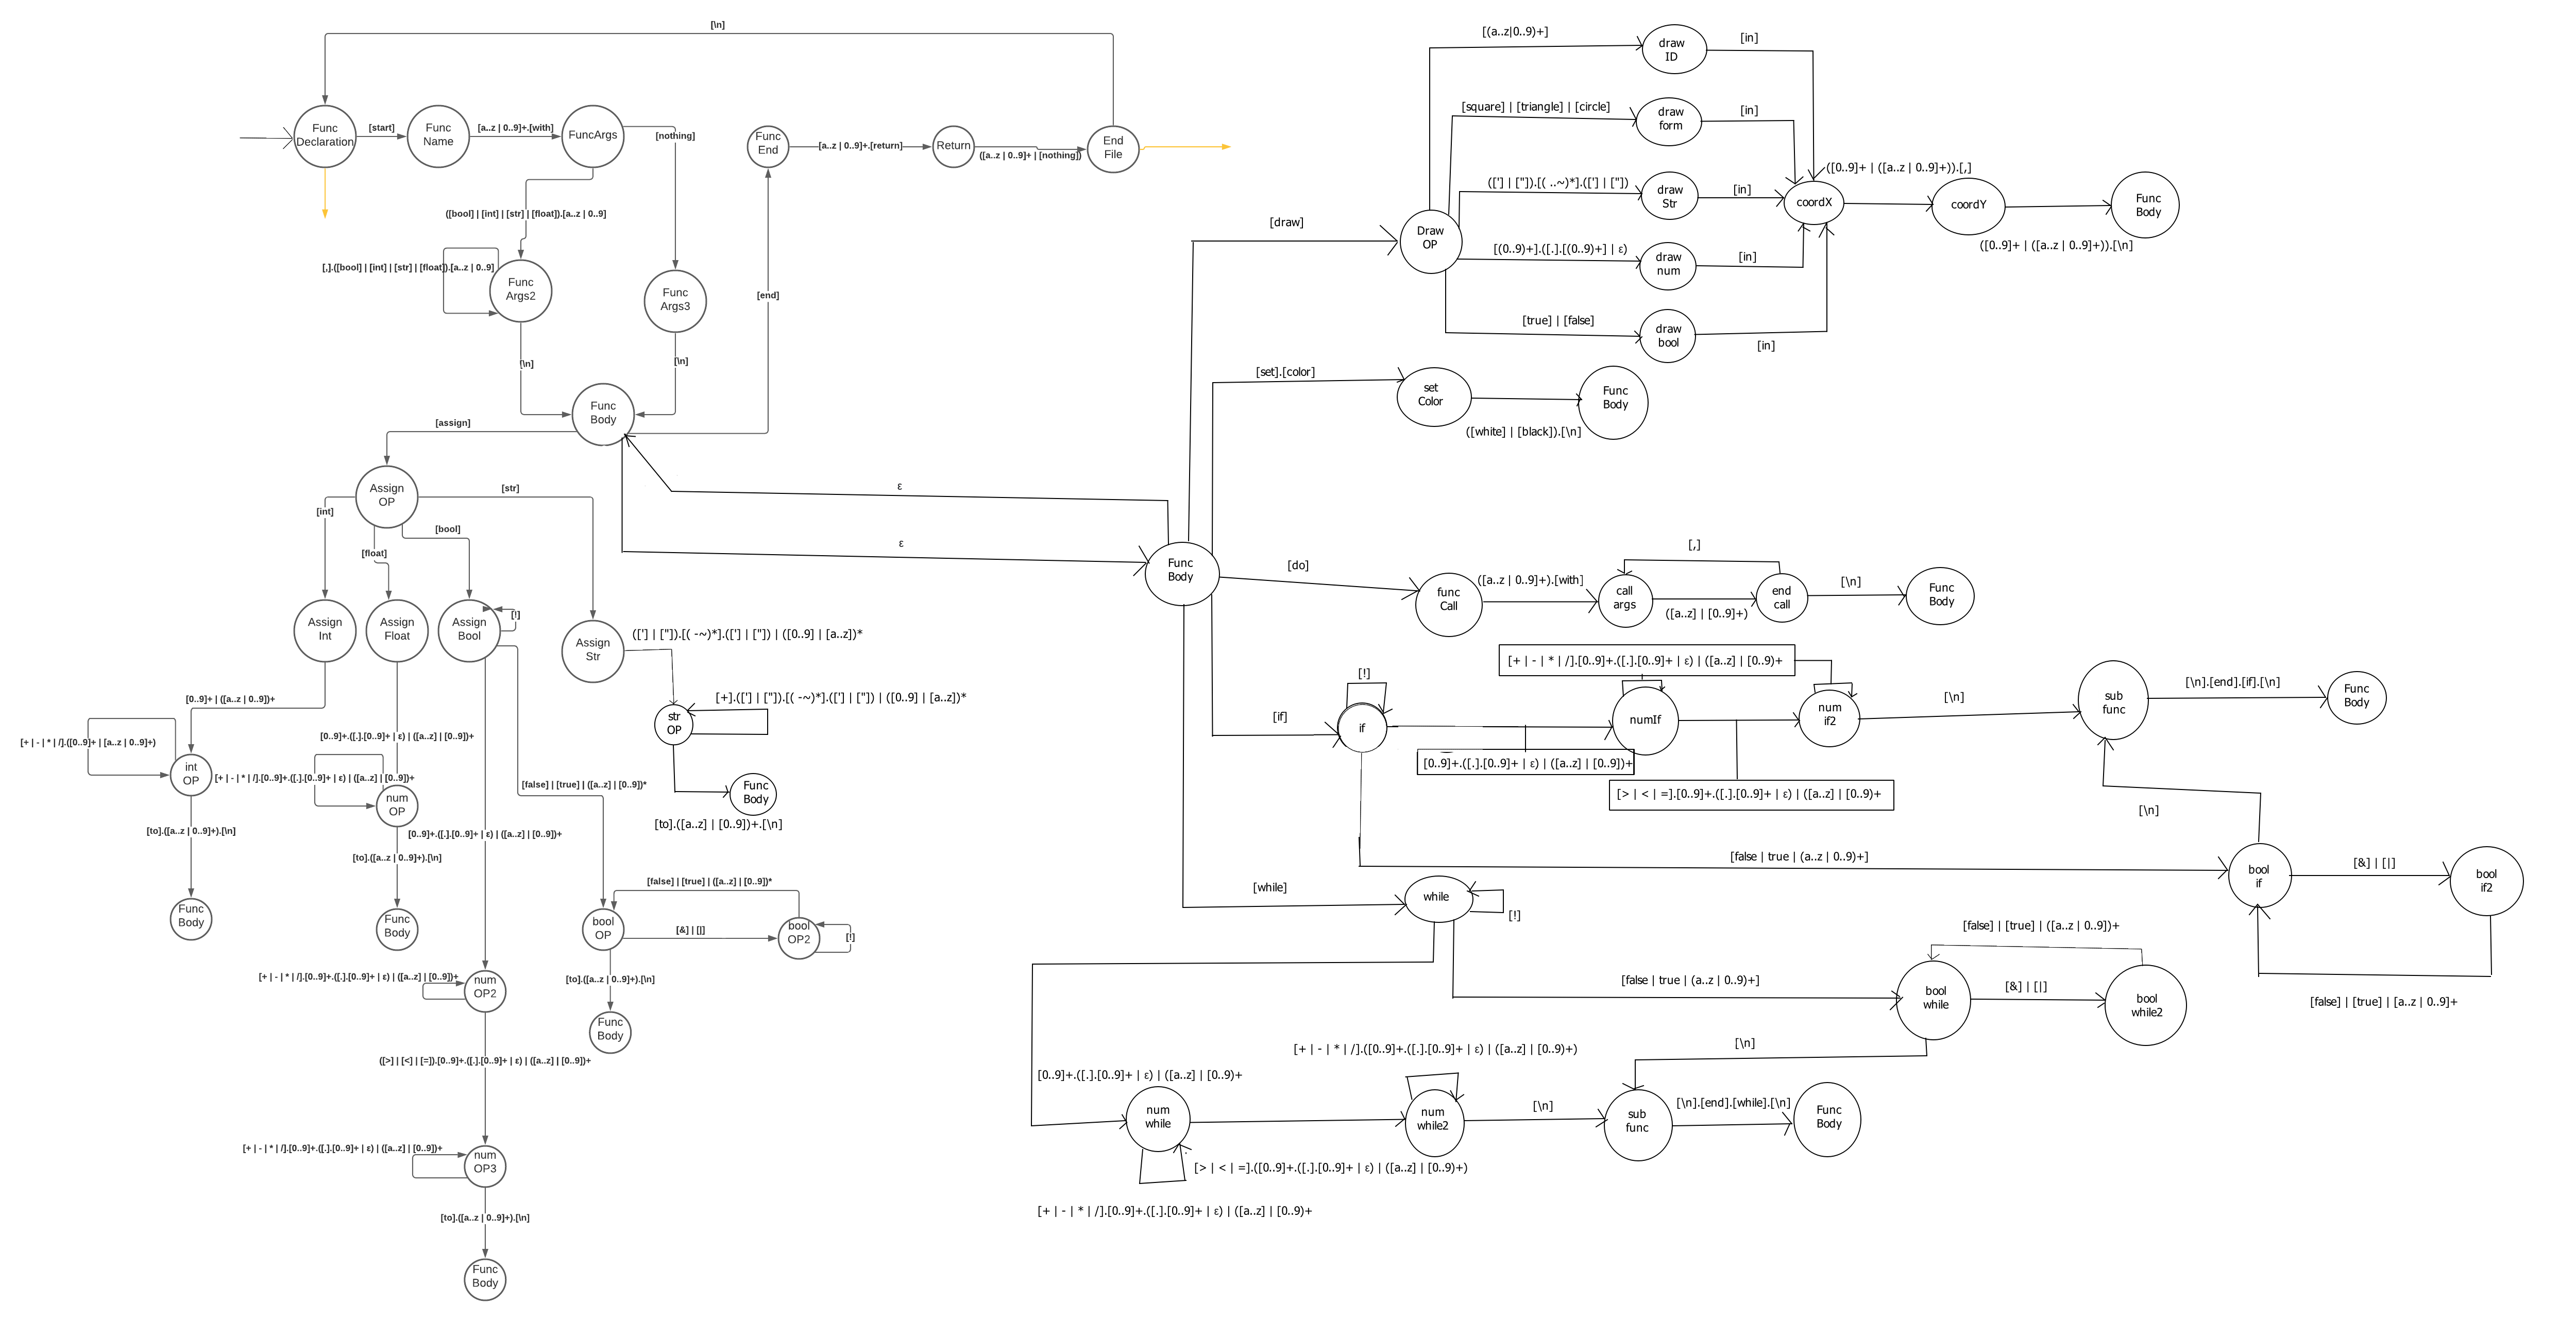 [\n]
Func
Declaration
[start]
Func
Name
[a..z | 0..9]+.[with]
FuncArgs
[nothing]
([bool] | [int] | [str] | [float]).[a..z | 0..9]
[,].([bool] | [int] | [str] | [float]).[a..z | 0..9]
Func
Args2
Func
Args3
[\n]
[\n]
Func
End
[a..z | 0..9]+.[return]
Return
([a..z | 0..9]+ | [nothing])
End
File
[end]
Func
Body
[assign]
Assign
OP
[int]
[float]
[bool]
[str]
ε
ε
Assign
Int
Assign
Float
Assign
Bool
[!]
Assign
Str
(['] | ["]).[( -~)*].(['] | ["]) | ([0..9] | [a..z])*
[+].(['] | ["]).[( -~)*].(['] | ["]) | ([0..9] | [a..z])*
str
OP
Func
Body
[to].([a..z] | [0..9])+.[\n]
[0..9]+ | ([a..z | 0..9])+
[+ | - | * | /].([0..9]+ | [a..z | 0..9]+)
int
OP
[to].([a..z | 0..9]+).[\n]
Func
Body
[0..9]+.([.].[0..9]+ | ε) | ([a..z] | [0..9])+
[+ | - | * | /].[0..9]+.([.].[0..9]+ | ε) | ([a..z] | [0..9])+
num
OP
[to].([a..z | 0..9]+).[\n]
Func
Body
[0..9]+.([.].[0..9]+ | ε) | ([a..z] | [0..9])+
[false] | [true] | ([a..z] | [0..9])*
[false] | [true] | ([a..z] | [0..9])*
bool
OP
[&] | [|]
bool
OP2
[!]
[to].([a..z | 0..9]+).[\n]
Func
Body
[+ | - | * | /].[0..9]+.([.].[0..9]+ | ε) | ([a..z] | [0..9])+
num
OP2
([>] | [<] | [=]).[0..9]+.([.].[0..9]+ | ε) | ([a..z] | [0..9])+
[+ | - | * | /].[0..9]+.([.].[0..9]+ | ε) | ([a..z] | [0..9])+
num
OP3
[to].([a..z | 0..9]+).[\n]
Func
Body
Func
Body
[draw]
Draw
OP
[(a..z|0..9)+]
draw
ID
[in]
[square] | [triangle] | [circle]
draw
form
[in]
(['] | ["]).[( ..~)*].(['] | ["])
draw
Str
[in]
[(0..9)+].([.].[(0..9)+] | ε)
draw
num
[in]
[true] | [false]
draw
bool
[in]
coordX
([0..9]+ | ([a..z | 0..9]+)).[,]
coordY
([0..9]+ | ([a..z | 0..9]+)).[\n]
Func
Body
[set].[color]
set
Color
([white] | [black]).[\n]
Func
Body
[do]
func
Call
([a..z | 0..9]+).[with]
call
args
[,]
([a..z] | [0..9]+)
end
call
[\n]
Func
Body
[if]
[!]
if
[0..9]+.([.].[0..9]+ | ε) | ([a..z] | [0..9])+
[+ | - | * | /].[0..9]+.([.].[0..9]+ | ε) | ([a..z] | [0..9)+
numIf
[> | < | =].[0..9]+.([.].[0..9]+ | ε) | ([a..z] | [0..9)+
num
if2
[\n]
sub
func
[\n].[end].[if].[\n]
Func
Body
[\n]
[false | true | (a..z | 0..9)+]
bool
if
[&] | [|]
bool
if2
[false] | [true] | [a..z | 0..9]+
[while]
while
[!]
[false | true | (a..z | 0..9)+]
bool
while
[&] | [|]
bool
while2
[false] | [true] | ([a..z | 0..9])+
[\n]
[0..9]+.([.].[0..9]+ | ε) | ([a..z] | [0..9)+
num
while
[+ | - | * | /].([0..9]+.([.].[0..9]+ | ε) | ([a..z] | [0..9)+)
num
while2
[\n]
sub
func
[\n].[end].[while].[\n]
Func
Body
[> | < | =].([0..9]+.([.].[0..9]+ | ε) | ([a..z] | [0..9)+)
[+ | - | * | /].[0..9]+.([.].[0..9]+ | ε) | ([a..z] | [0..9)+